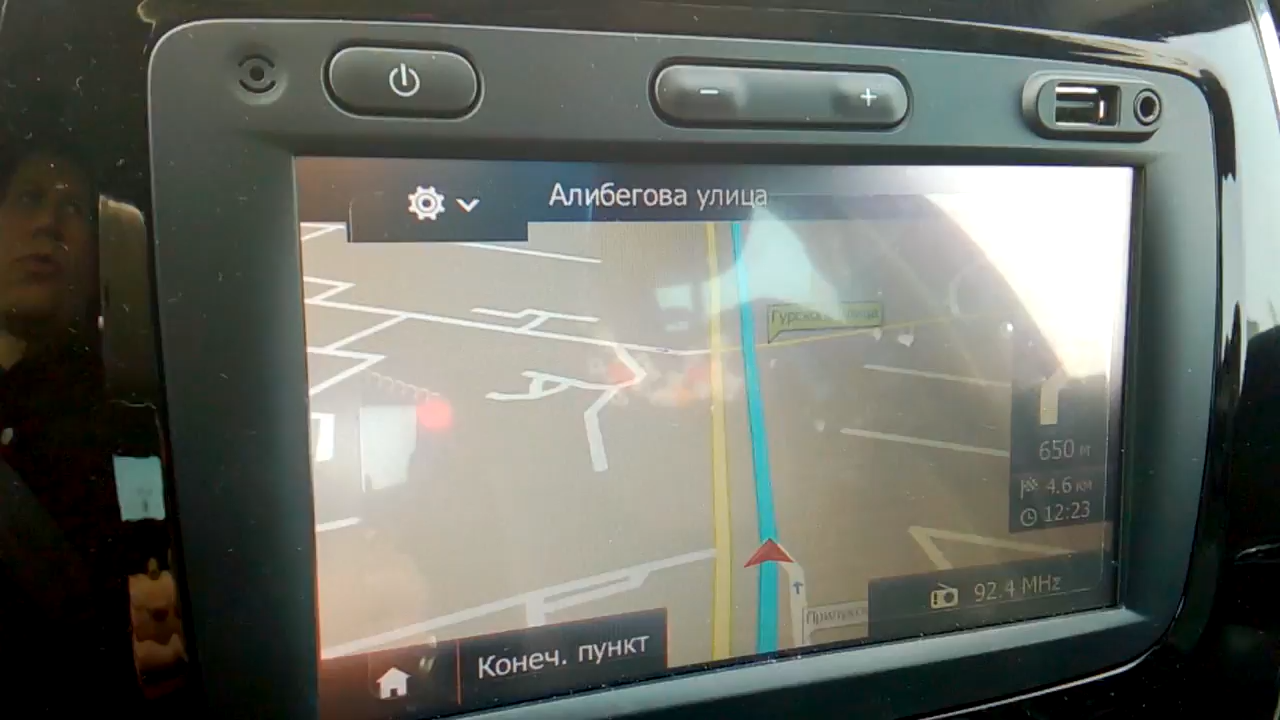 Алибегова улица
650 м
4.6 км
12:23
92.4 MHz
Конеч. пункт